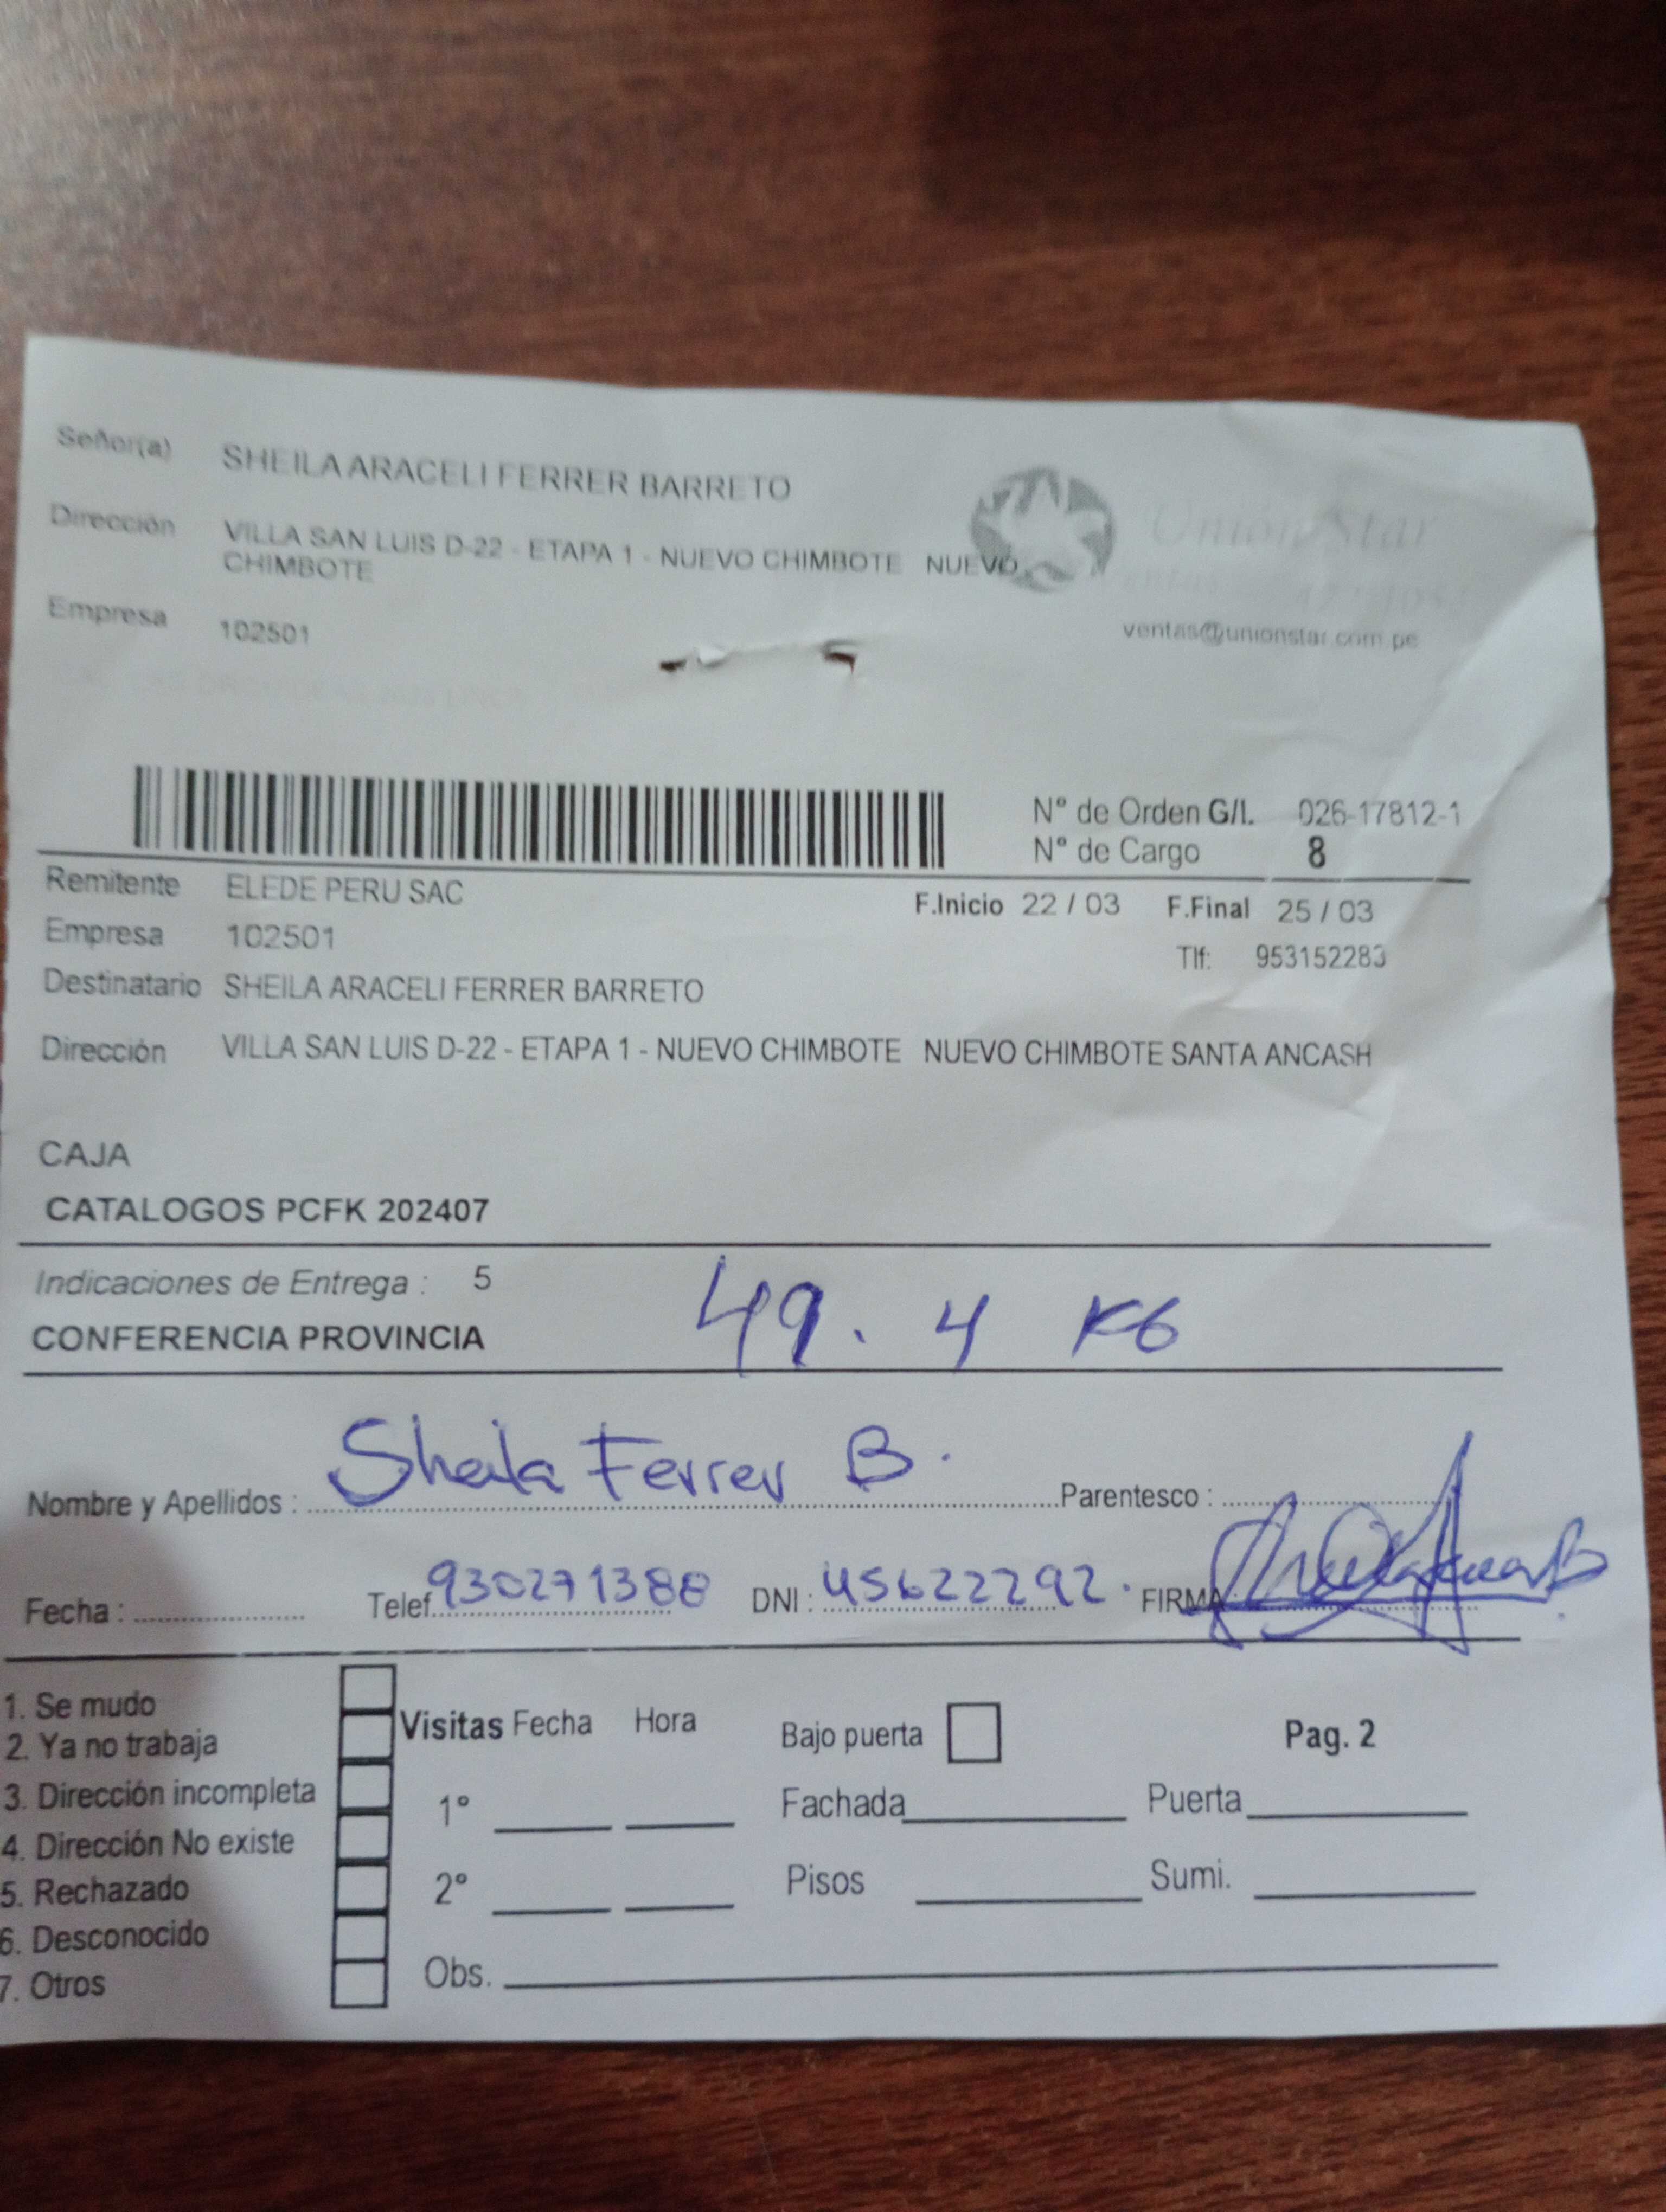 Señor(a) SHEILA ARACELI FERRER BARRETO
Unión Star
Dirección VILLA SAN LUIS D-22 - ETAPA 1 - NUEVO CHIMBOTE NUEVO
CHIMBOTE
Empresa 102501
ventas@unionstar.com.pe
N° de Orden G/I. 026-17812-1
N° de Cargo 8
Remitente ELEDE PERU SAC
F.Inicio 22 / 03 F.Final 25 / 03
Empresa 102501
Tlf: 953152283
Destinatario SHEILA ARACELI FERRER BARRETO
Dirección VILLA SAN LUIS D-22 - ETAPA 1 - NUEVO CHIMBOTE NUEVO CHIMBOTE SANTA ANCASH
CAJA
CATALOGOS PCFK 202407
Indicaciones de Entrega : 5
49.4 KG
CONFERENCIA PROVINCIA
Nombre y Apellidos : Sheila Ferrer B. Parentesco :
Fecha : Telef 930271388 DNI : 45622292. FIRMA
1. Se mudo
2. Ya no trabaja
3. Dirección incompleta
4. Dirección No existe
5. Rechazado
6. Desconocido
7. Otros
Visitas Fecha Hora Bajo puerta Pag. 2
1° Fachada Puerta
2° Pisos Sumi.
Obs.